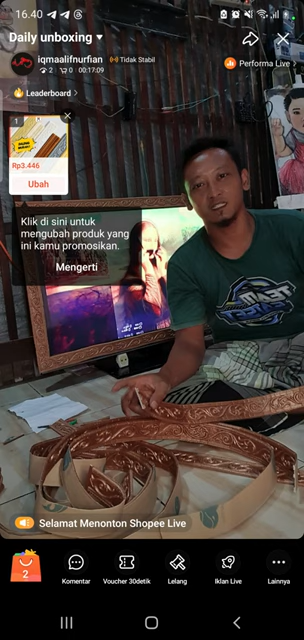 16.40
Daily unboxing
iqmaalifnurfian
Tidak Stabil
2 0 00:17:09
Performa Live
Leaderboard
1
Rp3.446
Ubah
Klik di sini untuk
mengubah produk yang
ini kamu promosikan.
Mengerti
TEAM
Selamat Menonton Shopee Live
2
Komentar
Voucher 30detik
Lelang
Iklan Live
Lainnya